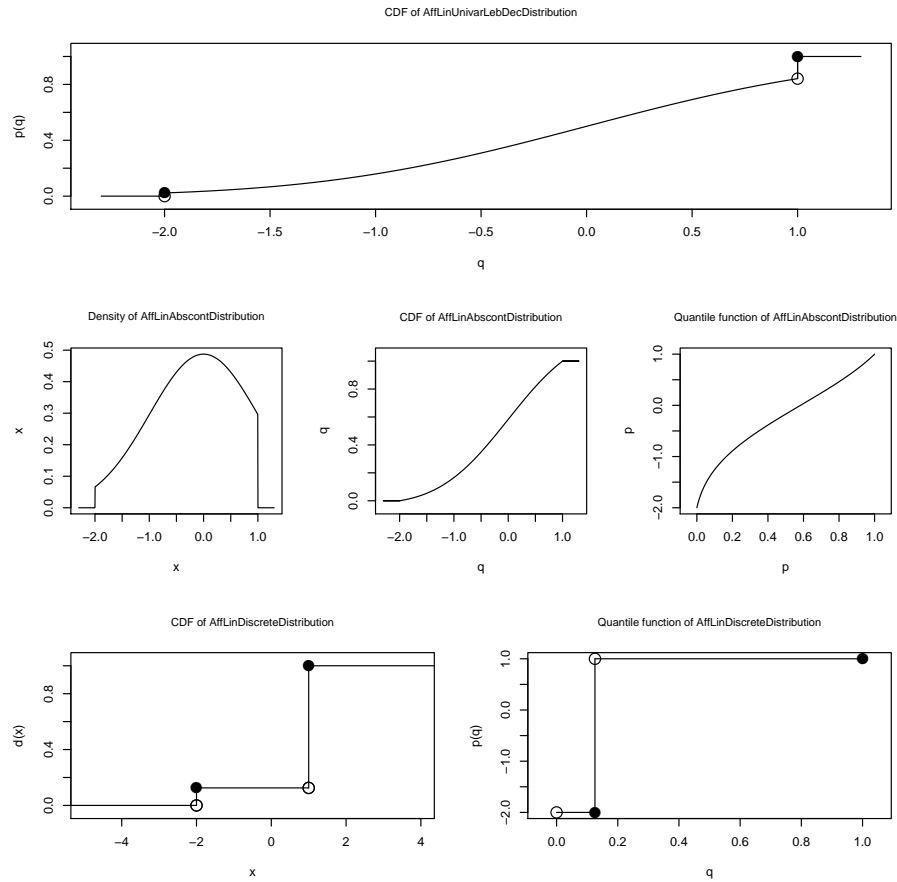 CDF of AffLinUnivarLebDecDistribution
p(q)
0.0 0.4 0.8
−2.0 −1.5 −1.0 −0.5 0.0 0.5 1.0
q
Density of AffLinAbscontDistribution
x
0.0 0.1 0.2 0.3 0.4 0.5
−2.0 −1.0 0.0 1.0
x
CDF of AffLinAbscontDistribution
q
0.0 0.4 0.8
−2.0 −1.0 0.0 1.0
q
Quantile function of AffLinAbscontDistribution
p
−2.0 −1.0 0.0 1.0
0.0 0.2 0.4 0.6 0.8 1.0
p
CDF of AffLinDiscreteDistribution
d(x)
0.0 0.4 0.8
−4 −2 0 2 4
x
Quantile function of AffLinDiscreteDistribution
p(q)
−2.0 −1.0 0.0 1.0
0.0 0.2 0.4 0.6 0.8 1.0
q